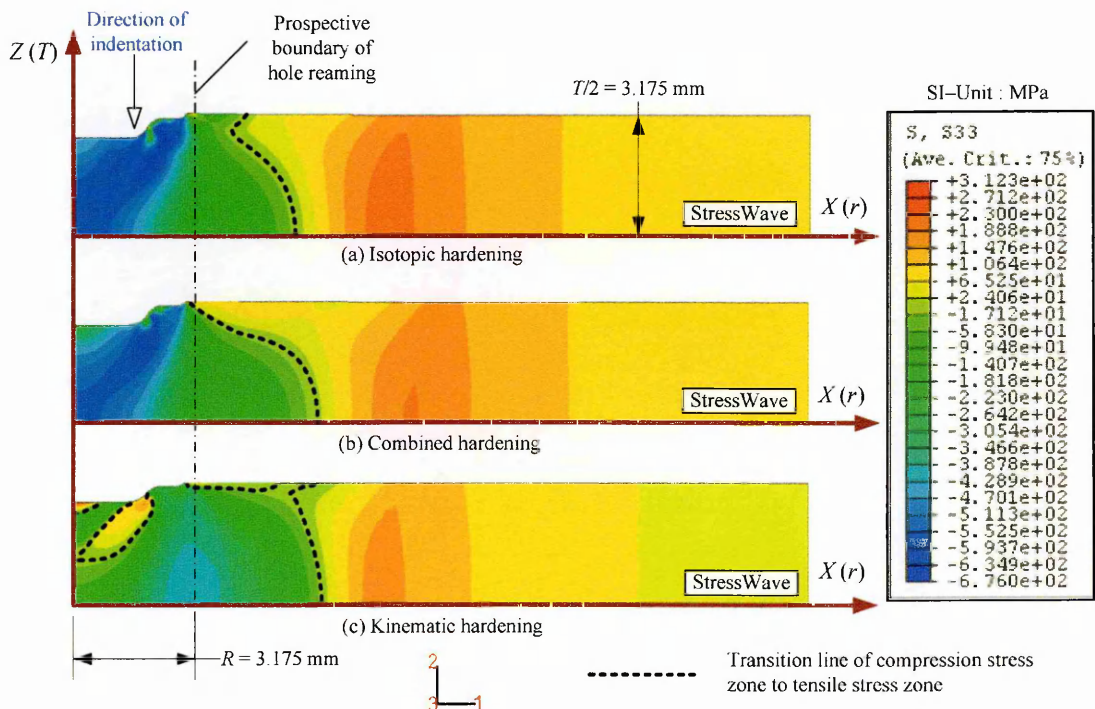 Direction of
indentation
Prospective
boundary of
hole reaming
Z (T)
T/2 = 3.175 mm
SI–Unit : MPa
StressWave
X (r)
(a) Isotopic hardening
StressWave
X (r)
(b) Combined hardening
StressWave
X (r)
(c) Kinematic hardening
R = 3.175 mm
2
3
1
Transition line of compression stress
zone to tensile stress zone
S, S33
(Ave. Crit.: 75%)
+3.123e+02
+2.712e+02
+2.300e+02
+1.888e+02
+1.476e+02
+1.064e+02
+6.525e+01
+2.406e+01
-1.712e+01
-5.830e+01
-9.948e+01
-1.407e+02
-1.818e+02
-2.230e+02
-2.642e+02
-3.054e+02
-3.466e+02
-3.878e+02
-4.289e+02
-4.701e+02
-5.113e+02
-5.525e+02
-5.937e+02
-6.349e+02
-6.760e+02